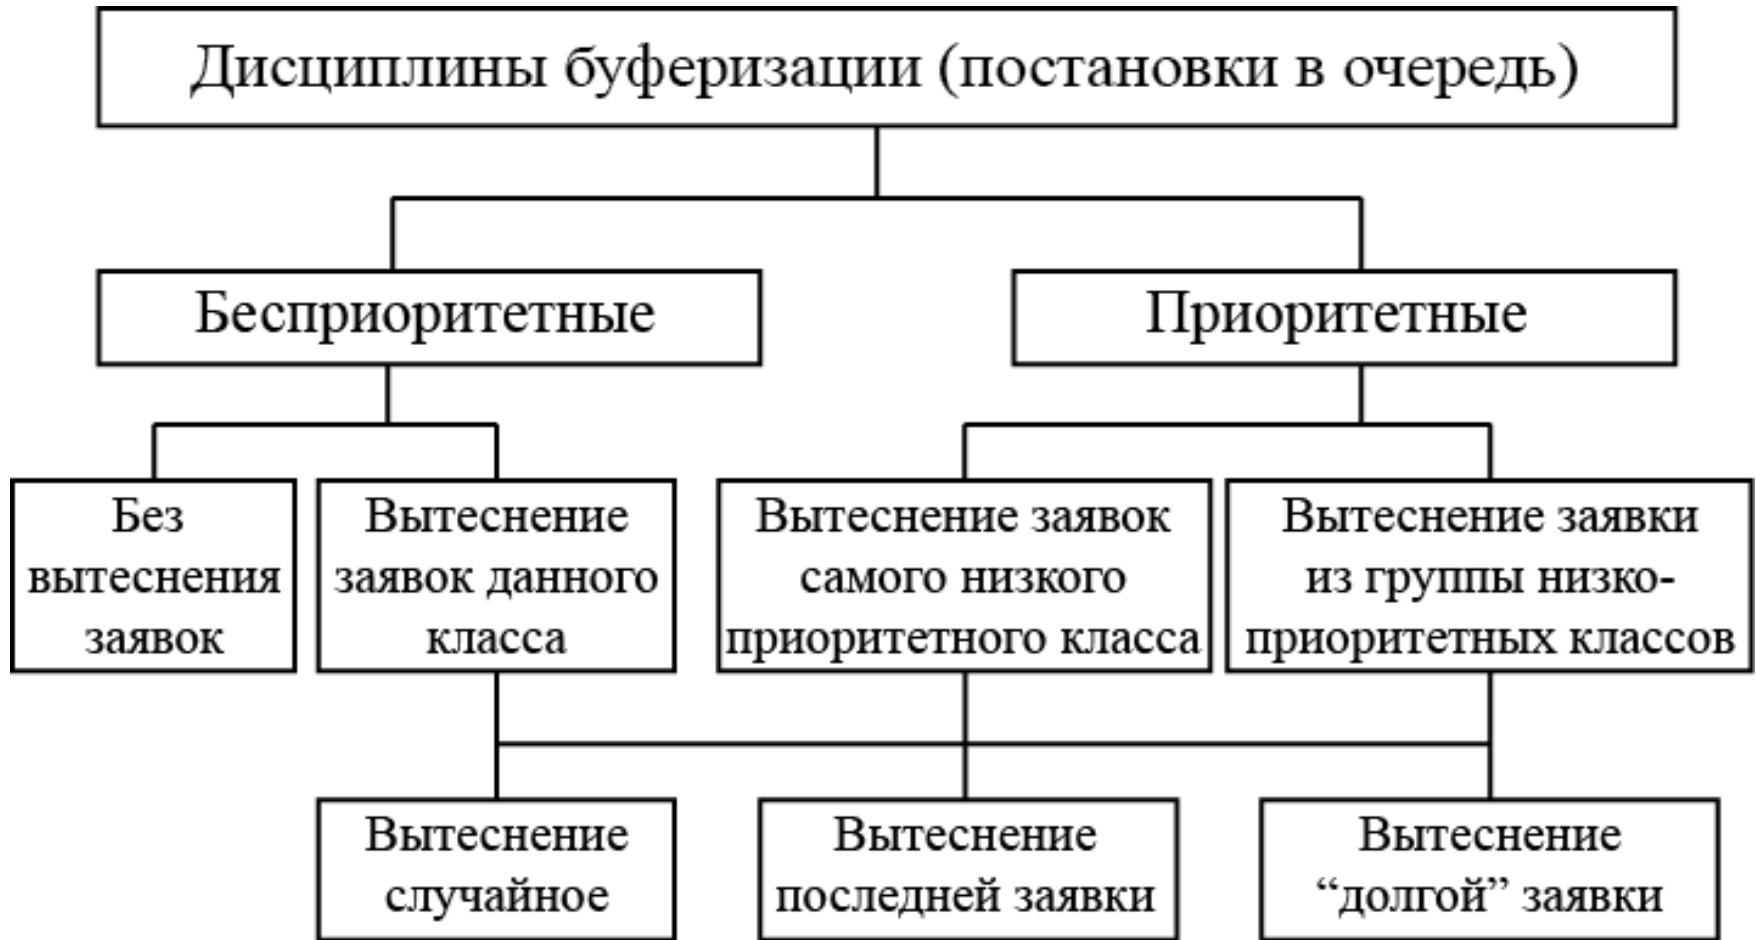 Дисциплины буферизации (постановки в очередь)
Бесприоритетные
Приоритетные
Без
вытеснения
заявок
Вытеснение
заявок данного
класса
Вытеснение заявок
самого низкого
приоритетного класса
Вытеснение заявки
из группы низко-
приоритетных классов
Вытеснение
случайное
Вытеснение
последней заявки
Вытеснение
“долгой” заявки